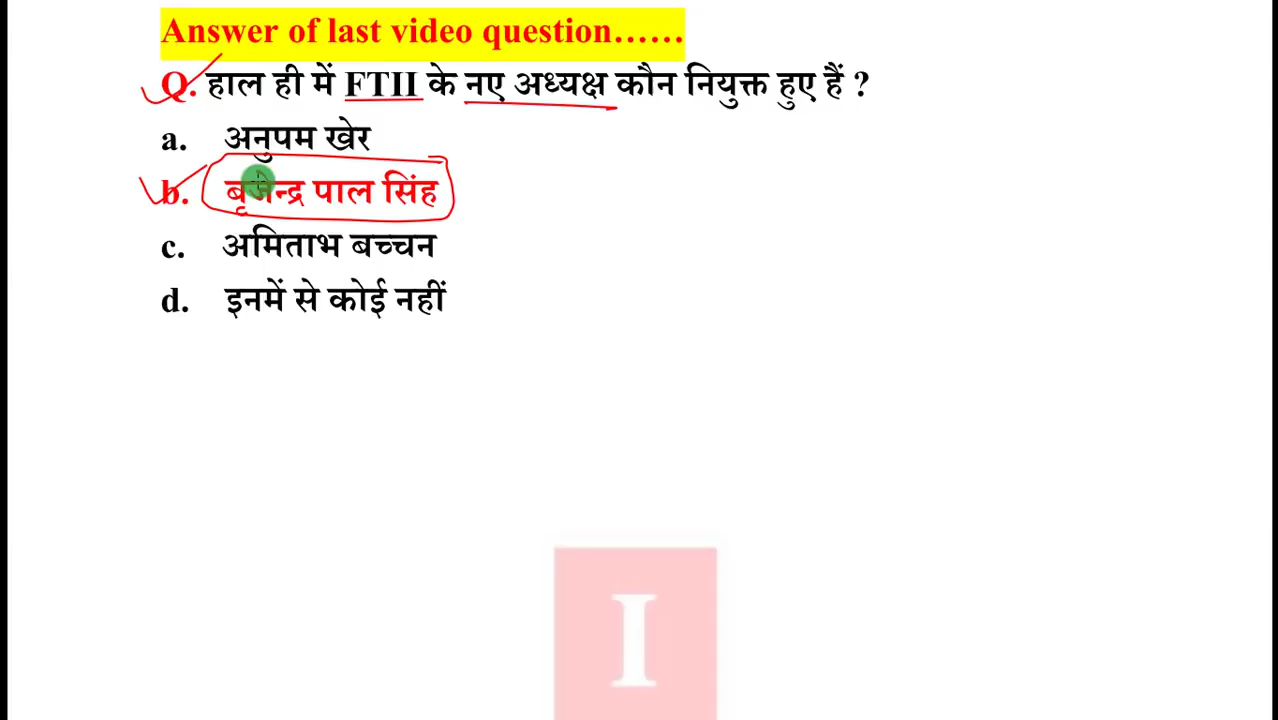 Answer of last video question……
Q. हाल ही में FTII के नए अध्यक्ष कौन नियुक्त हुए हैं ?
a. अनुपम खेर
b. बृजेन्द्र पाल सिंह
c. अमिताभ बच्चन
d. इनमें से कोई नहीं
I